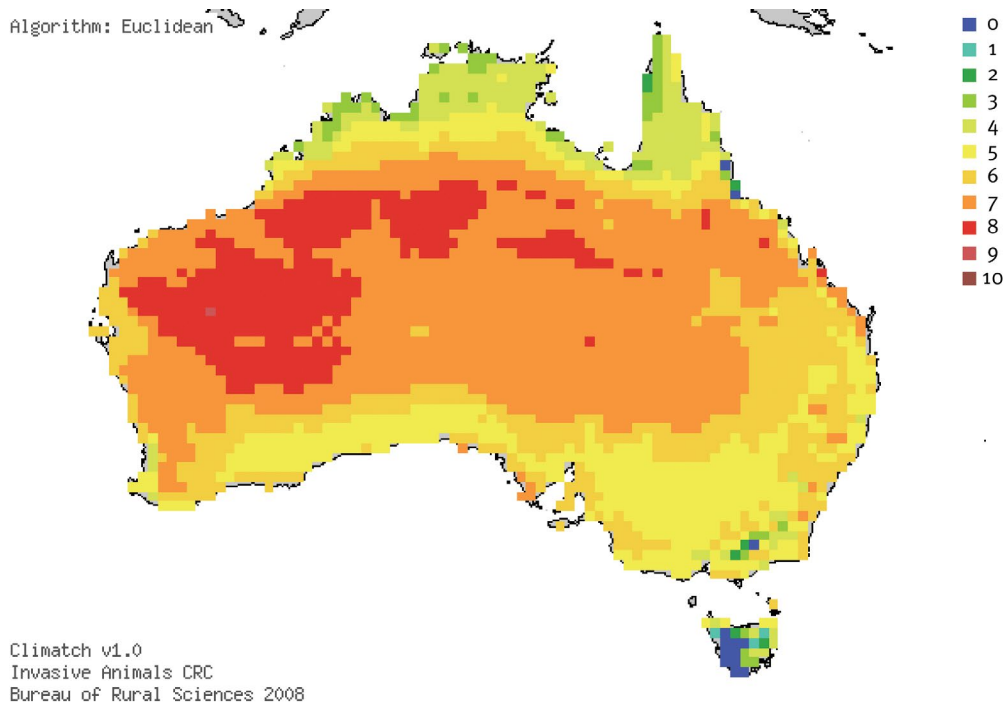 Algorithm: Euclidean
0
1
2
3
4
5
6
7
8
9
10
Climatch v1.0
Invasive Animals CRC
Bureau of Rural Sciences 2008